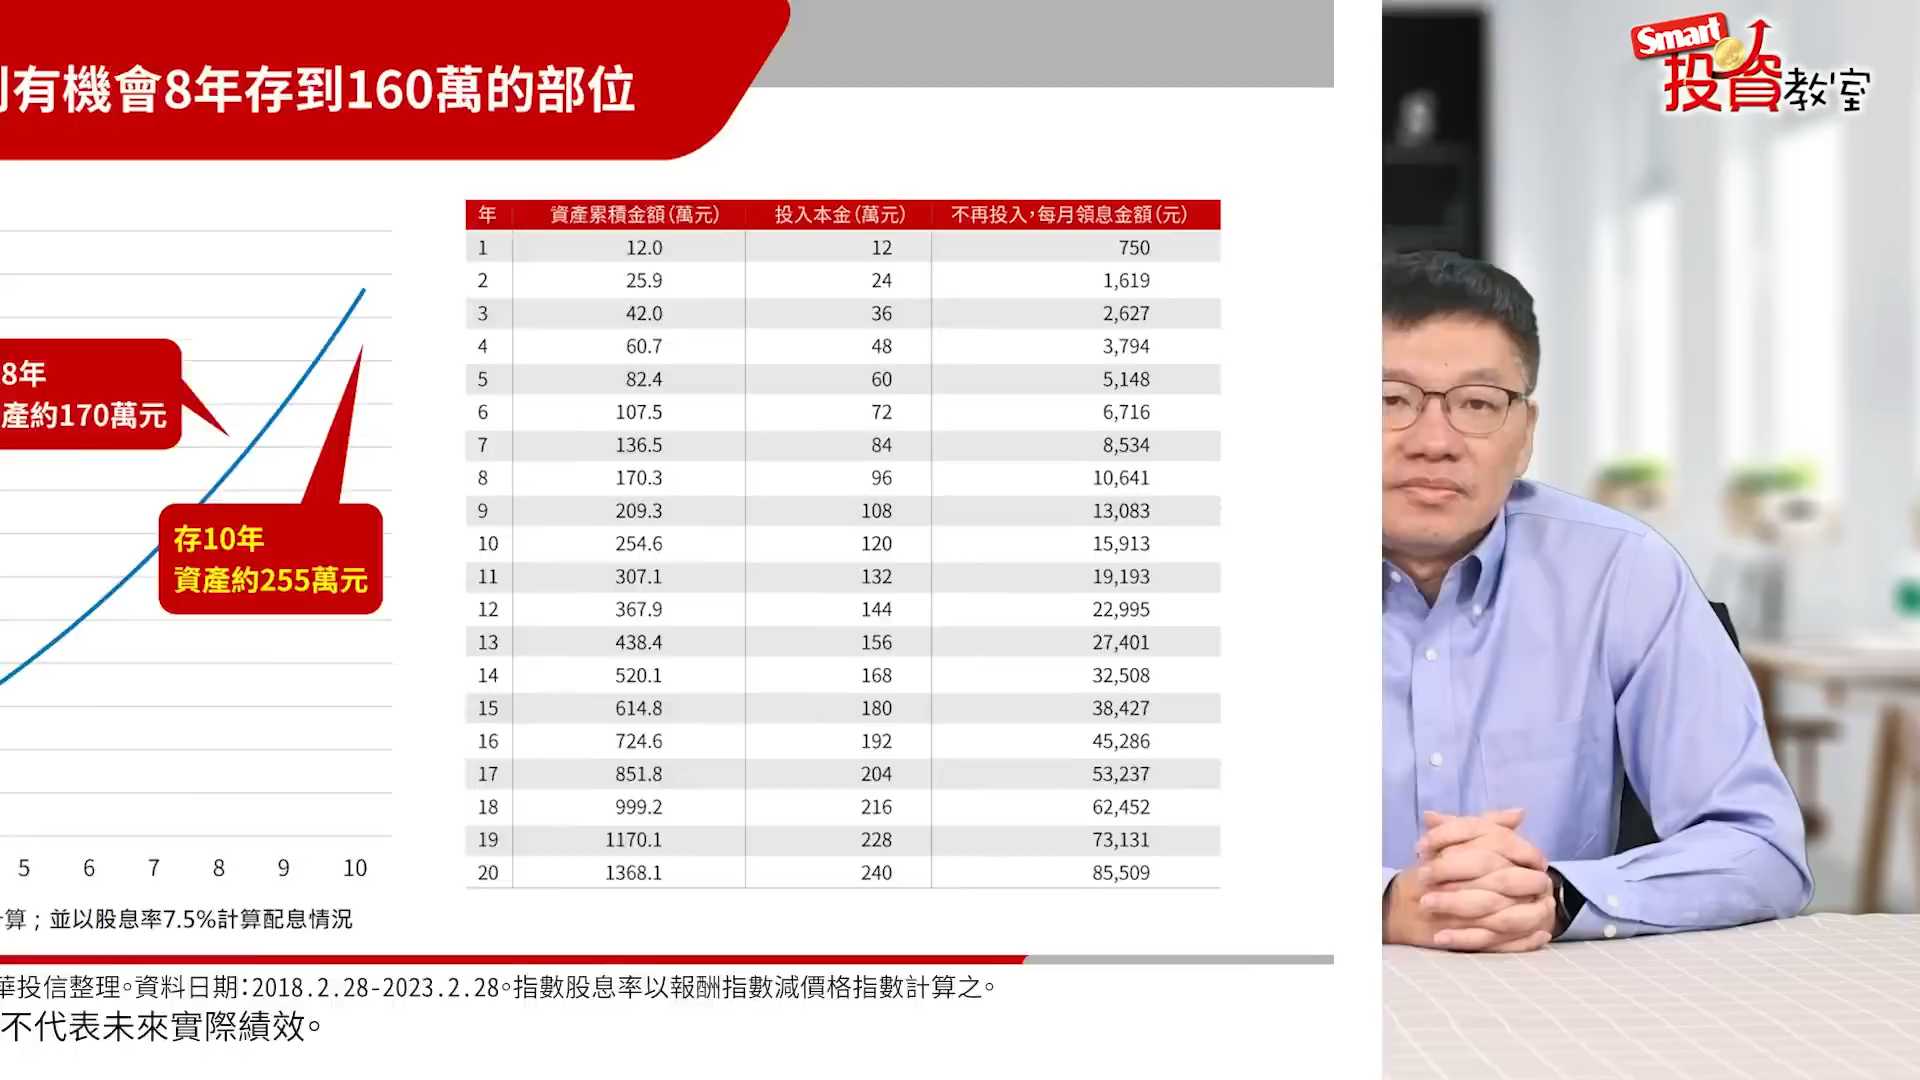 有機會8年存到160萬的部位
Smart
投資教室
8年
產約170萬元
存10年
資產約255萬元
5 6 7 8 9 10
年 資產累積金額(萬元) 投入本金(萬元) 不再投入,每月領息金額(元)
1 12.0 12 750
2 25.9 24 1,619
3 42.0 36 2,627
4 60.7 48 3,794
5 82.4 60 5,148
6 107.5 72 6,716
7 136.5 84 8,534
8 170.3 96 10,641
9 209.3 108 13,083
10 254.6 120 15,913
11 307.1 132 19,193
12 367.9 144 22,995
13 438.4 156 27,401
14 520.1 168 32,508
15 614.8 180 38,427
16 724.6 192 45,286
17 851.8 204 53,237
18 999.2 216 62,452
19 1170.1 228 73,131
20 1368.1 240 85,509
算；並以股息率7.5%計算配息情況
華投信整理。資料日期：2018.2.28-2023.2.28。指數股息率以報酬指數減價格指數計算之。
不代表未來實際績效。